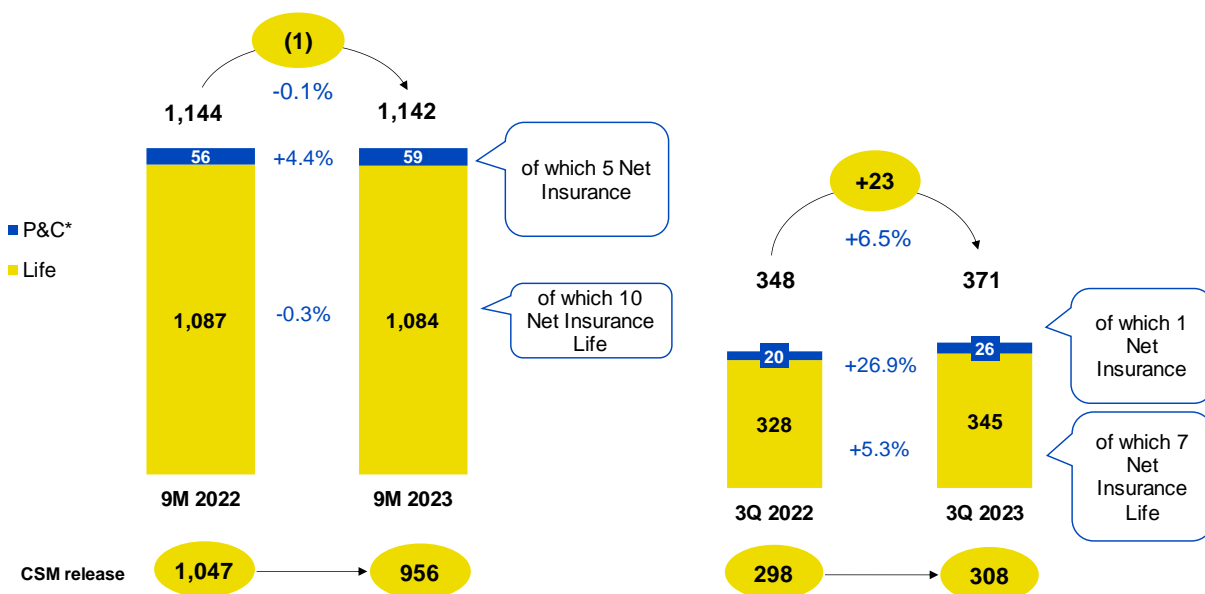 (1)
-0.1%
1,144
1,142
56
+4.4%
59
of which 5 Net
Insurance
P&C*
Life
1,087
-0.3%
1,084
of which 10
Net Insurance
Life
9M 2022
9M 2023
CSM release
1,047
956
+23
+6.5%
348
371
20
+26.9%
26
of which 1
Net
Insurance
328
+5.3%
345
of which 7
Net
Insurance
Life
3Q 2022
3Q 2023
298
308